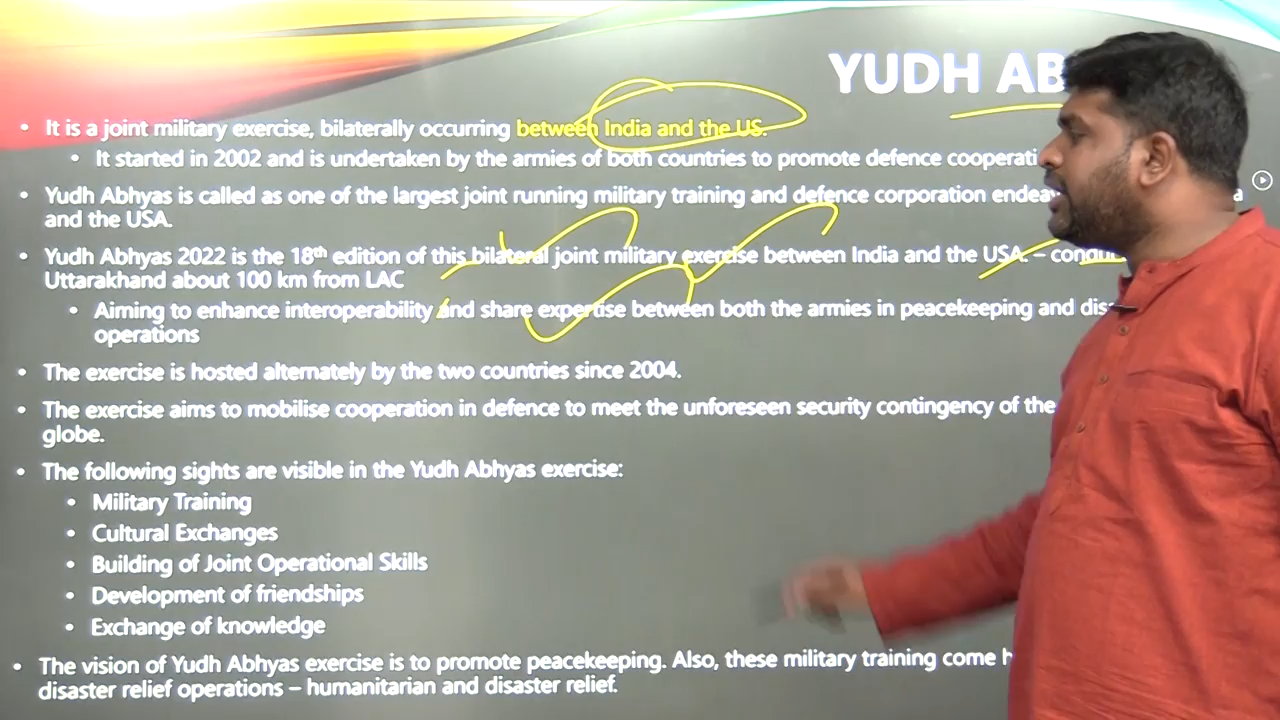 YUDH AB
• It is a joint military exercise, bilaterally occurring between India and the US.
• It started in 2002 and is undertaken by the armies of both countries to promote defence cooperati
• Yudh Abhyas is called as one of the largest joint running military training and defence corporation endea a
and the USA.
• Yudh Abhyas 2022 is the 18th edition of this bilateral joint military exercise between India and the USA. – conduc
Uttarakhand about 100 km from LAC
• Aiming to enhance interoperability and share expertise between both the armies in peacekeeping and disa
operations
• The exercise is hosted alternately by the two countries since 2004.
• The exercise aims to mobilise cooperation in defence to meet the unforeseen security contingency of the
globe.
• The following sights are visible in the Yudh Abhyas exercise:
• Military Training
• Cultural Exchanges
• Building of Joint Operational Skills
• Development of friendships
• Exchange of knowledge
• The vision of Yudh Abhyas exercise is to promote peacekeeping. Also, these military training come h
disaster relief operations – humanitarian and disaster relief.